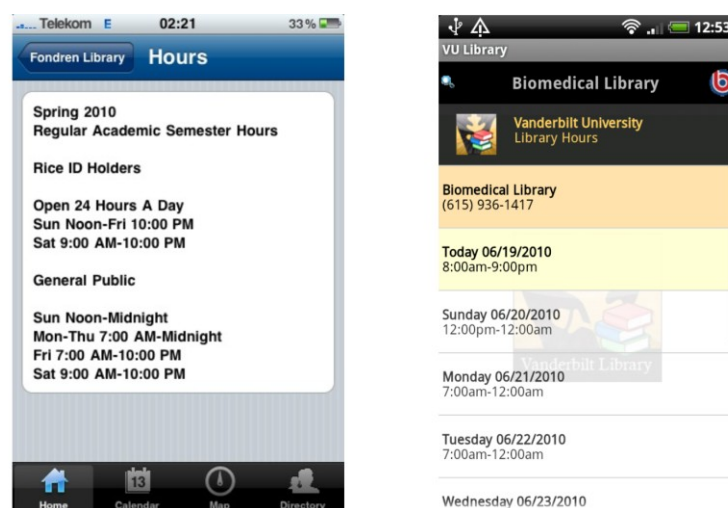 Telekom E 02:21 33%
Fondren Library Hours
Spring 2010
Regular Academic Semester Hours
Rice ID Holders
Open 24 Hours A Day
Sun Noon-Fri 10:00 PM
Sat 9:00 AM-10:00 PM
General Public
Sun Noon-Midnight
Mon-Thu 7:00 AM-Midnight
Fri 7:00 AM-10:00 PM
Sat 9:00 AM-10:00 PM
13
Home Calendar Map Directory
12:53
VU Library
Biomedical Library
Vanderbilt University
Library Hours
Biomedical Library
(615) 936-1417
Today 06/19/2010
8:00am-9:00pm
Sunday 06/20/2010
12:00pm-12:00am
Vanderbilt Library
Monday 06/21/2010
7:00am-12:00am
Tuesday 06/22/2010
7:00am-12:00am
Wednesday 06/23/2010